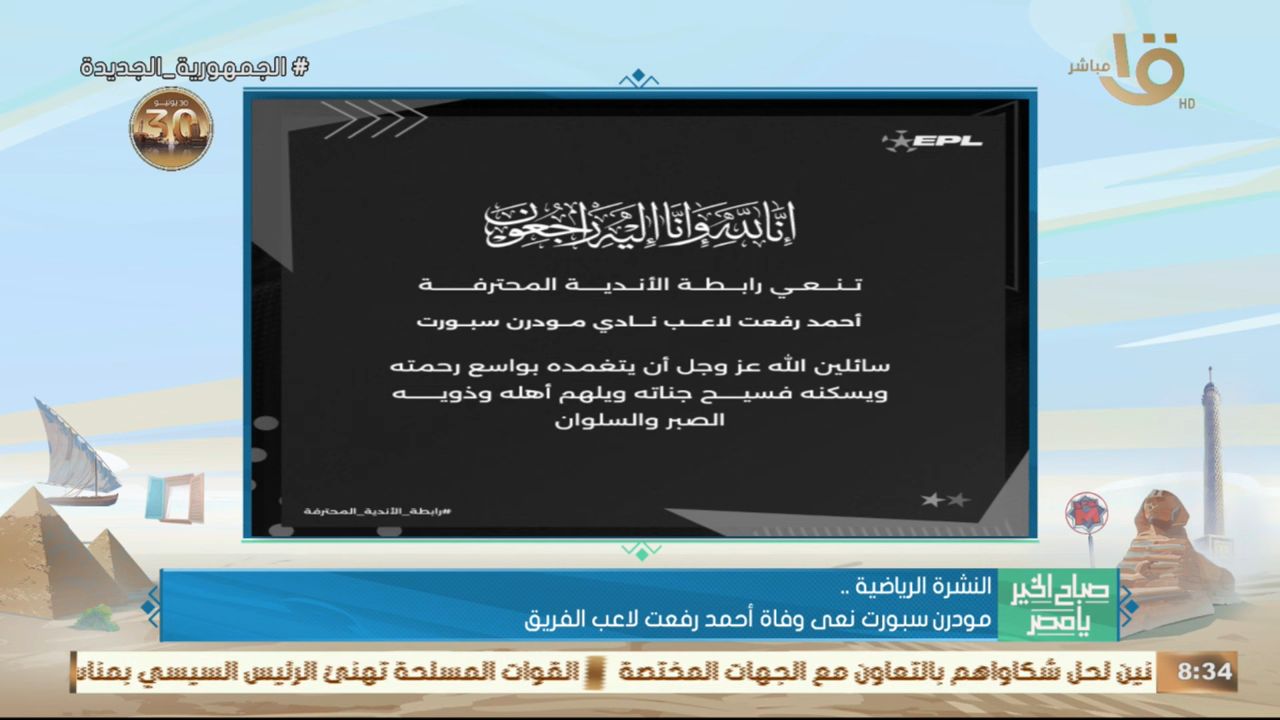 #الجمهورية_الجديدة
30 يونيو
30
مباشر
HD
EPL
إنا لله وإنا إليه راجعون
تنعي رابطة الأندية المحترفة
أحمد رفعت لاعب نادي مودرن سبورت
سائلين الله عز وجل أن يتغمده بواسع رحمته
ويسكنه فسيح جناته ويلهم أهله وذويه
الصبر والسلوان
#رابطة_الأندية_المحترفة
M
صباح الخير
يا مصر
النشرة الرياضية ..
مودرن سبورت نعى وفاة أحمد رفعت لاعب الفريق
8:34
لحل شكاواهم بالتعاون مع الجهات المختصة القوات المسلحة تهنئ الرئيس السيسي